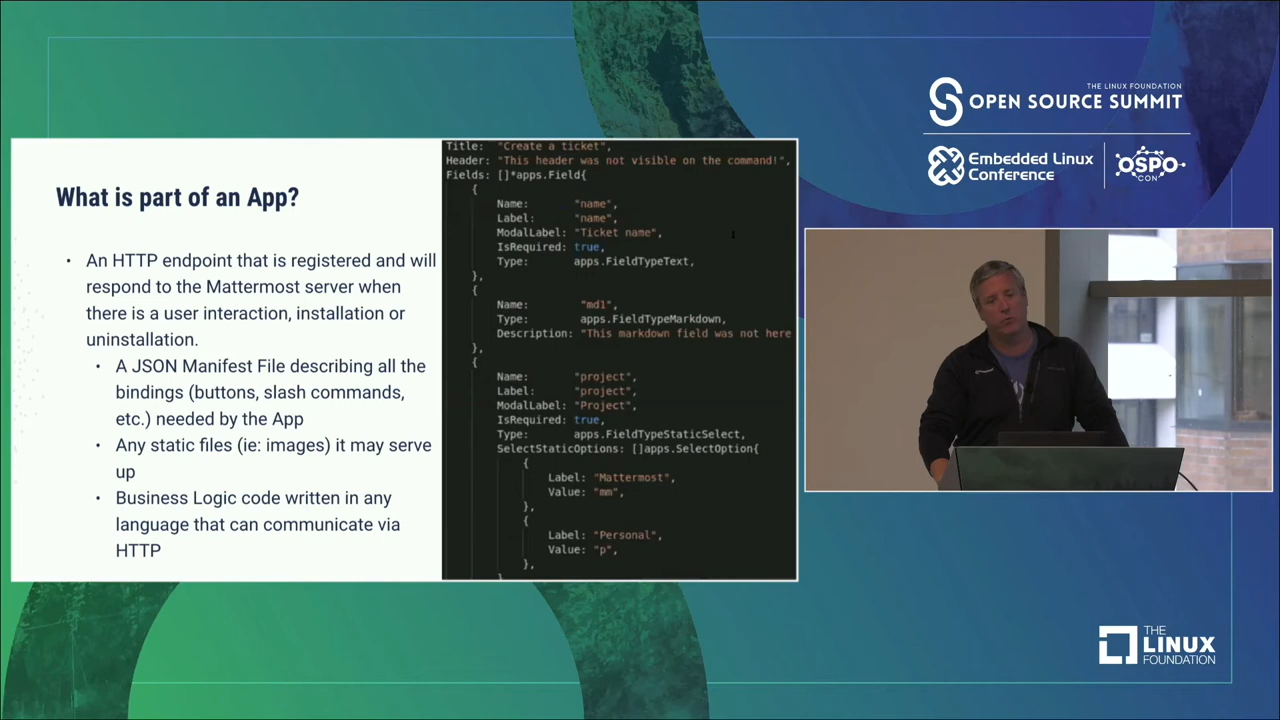 THE LINUX FOUNDATION
OPEN SOURCE SUMMIT
Embedded Linux
Conference
OSPO
CON
What is part of an App?
• An HTTP endpoint that is registered and will
respond to the Mattermost server when
there is a user interaction, installation or
uninstallation.
• A JSON Manifest File describing all the
bindings (buttons, slash commands,
etc.) needed by the App
• Any static files (ie: images) it may serve
up
• Business Logic code written in any
language that can communicate via
HTTP
Title: "Create a ticket",
Header: "This header was not visible on the command!",
Fields: []*apps.Field{
{
Name: "name",
Label: "name",
ModalLabel: "Ticket name",
IsRequired: true,
Type: apps.FieldTypeText,
},
{
Name: "md1",
Type: apps.FieldTypeMarkdown,
Description: "This markdown field was not here
},
{
Name: "project",
Label: "project",
ModalLabel: "Project",
IsRequired: true,
Type: apps.FieldTypeStaticSelect,
SelectStaticOptions: []apps.SelectOption{
{
Label: "Mattermost",
Value: "mm",
},
{
Label: "Personal",
Value: "p",
},
THE
LINUX
FOUNDATION